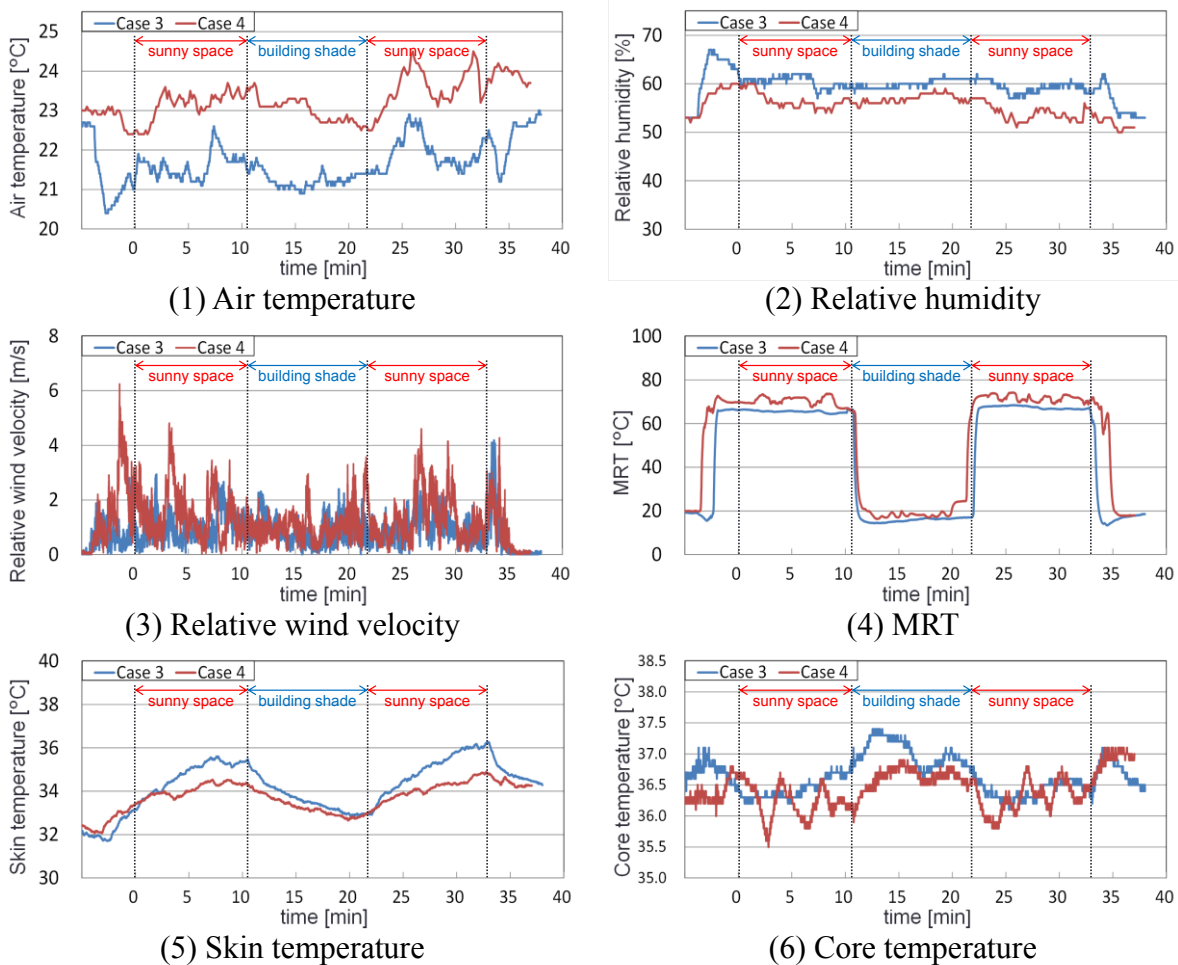 Case 3 Case 4
sunny space building shade sunny space
Air temperature [°C]
25
24
23
22
21
20
0 5 10 15 20 25 30 35 40
time [min]
(1) Air temperature
Case 3 Case 4
sunny space building shade sunny space
Relative humidity [%]
70
60
50
40
30
0 5 10 15 20 25 30 35 40
time [min]
(2) Relative humidity
Case 3 Case 4
sunny space building shade sunny space
Relative wind velocity [m/s]
8
6
4
2
0
0 5 10 15 20 25 30 35 40
time [min]
(3) Relative wind velocity
Case 3 Case 4
sunny space building shade sunny space
MRT [°C]
100
80
60
40
20
0
0 5 10 15 20 25 30 35 40
time [min]
(4) MRT
Case 3 Case 4
sunny space building shade sunny space
Skin temperature [°C]
40
38
36
34
32
30
0 5 10 15 20 25 30 35 40
time [min]
(5) Skin temperature
Case 3 Case 4
sunny space building shade sunny space
Core temperature [°C]
38.5
38.0
37.5
37.0
36.5
36.0
35.5
35.0
0 5 10 15 20 25 30 35 40
time [min]
(6) Core temperature